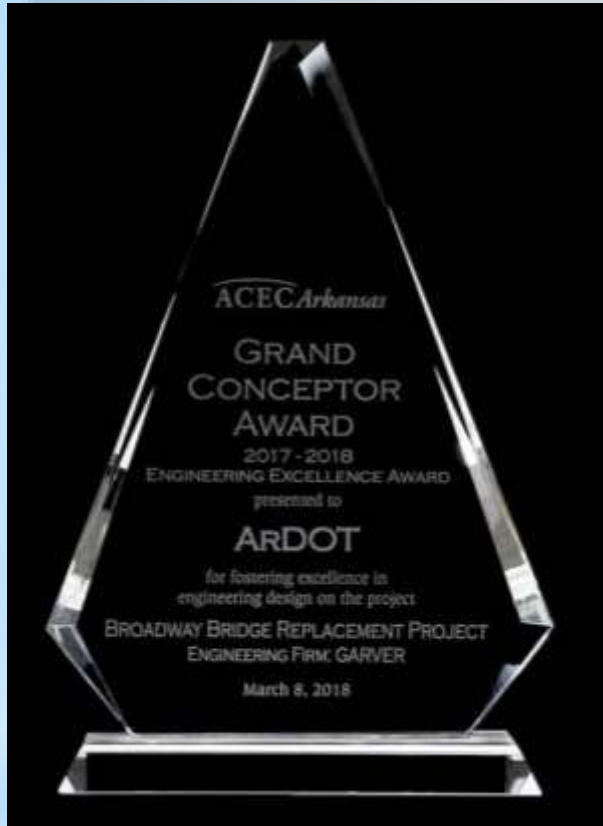 ACEC Arkansas
GRAND
CONCEPTOR
AWARD
2017 - 2018
ENGINEERING EXCELLENCE AWARD
presented to
ARDOT
for fostering excellence in
engineering design on the project
BROADWAY BRIDGE REPLACEMENT PROJECT
ENGINEERING FIRM: GARVER
March 8, 2018